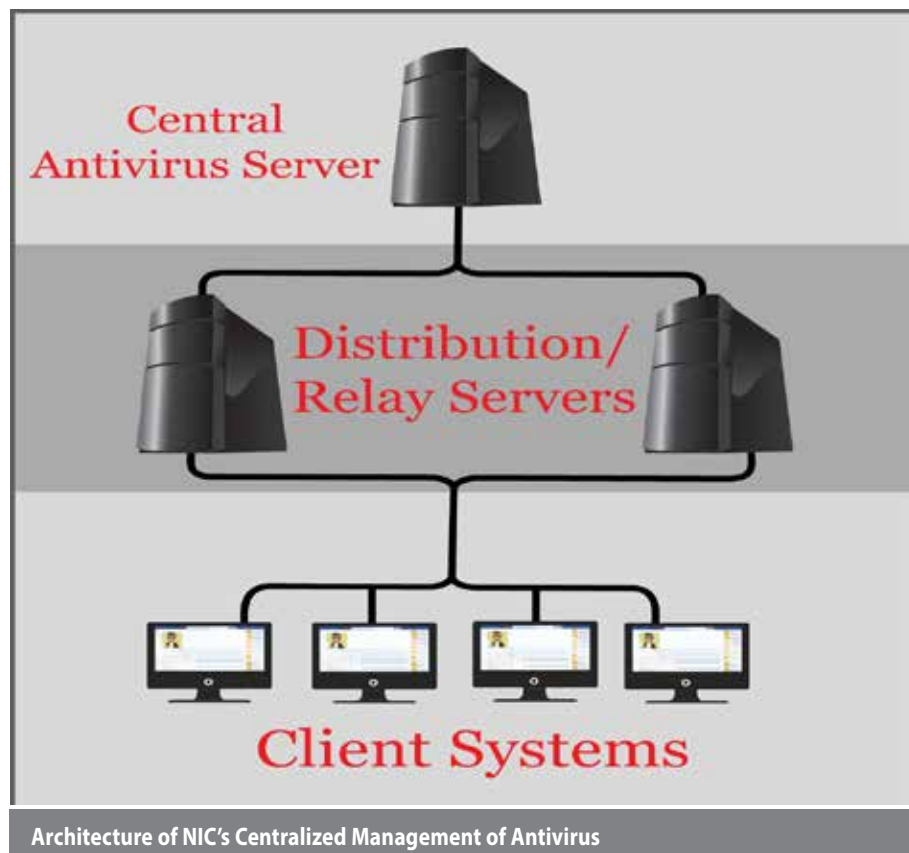 Central
Antivirus Server
Distribution/
Relay Servers
Client Systems
Architecture of NIC's Centralized Management of Antivirus